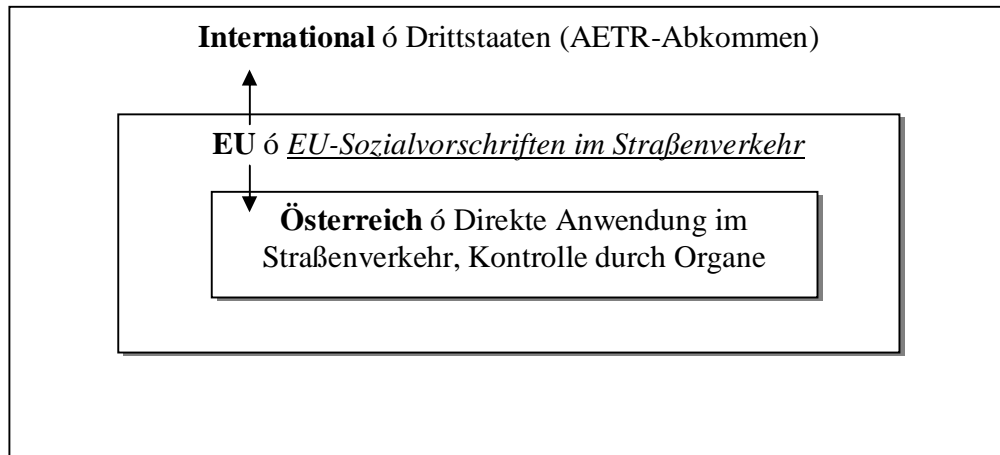 International ó Drittstaaten (AETR-Abkommen)
EU ó EU-Sozialvorschriften im Straßenverkehr
Österreich ó Direkte Anwendung im
Straßenverkehr, Kontrolle durch Organe